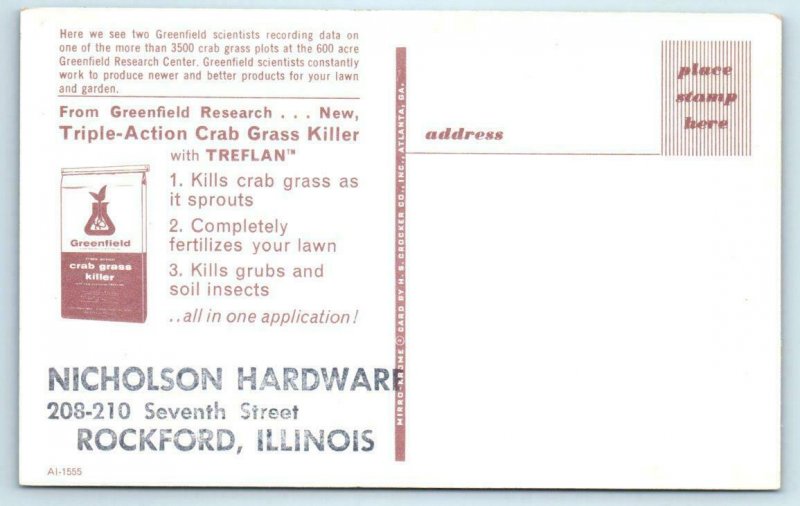 Here we see two Greenfield scientists recording data on
one of the more than 3500 crab grass plots at the 600 acre
Greenfield Research Center. Greenfield scientists constantly
work to produce newer and better products for your lawn
and garden.
From Greenfield Research . . . New,
Triple-Action Crab Grass Killer
with TREFLAN™
Greenfield
crab grass
killer
1. Kills crab grass as
it sprouts
2. Completely
fertilizes your lawn
3. Kills grubs and
soil insects
. . all in one application!
NICHOLSON HARDWARE
208-210 Seventh Street
ROCKFORD, ILLINOIS
AI-1555
MIRRO-KROME ® CARD BY H. S. CROCKER CO., INC., ATLANTA, GA.
address
place
stamp
here